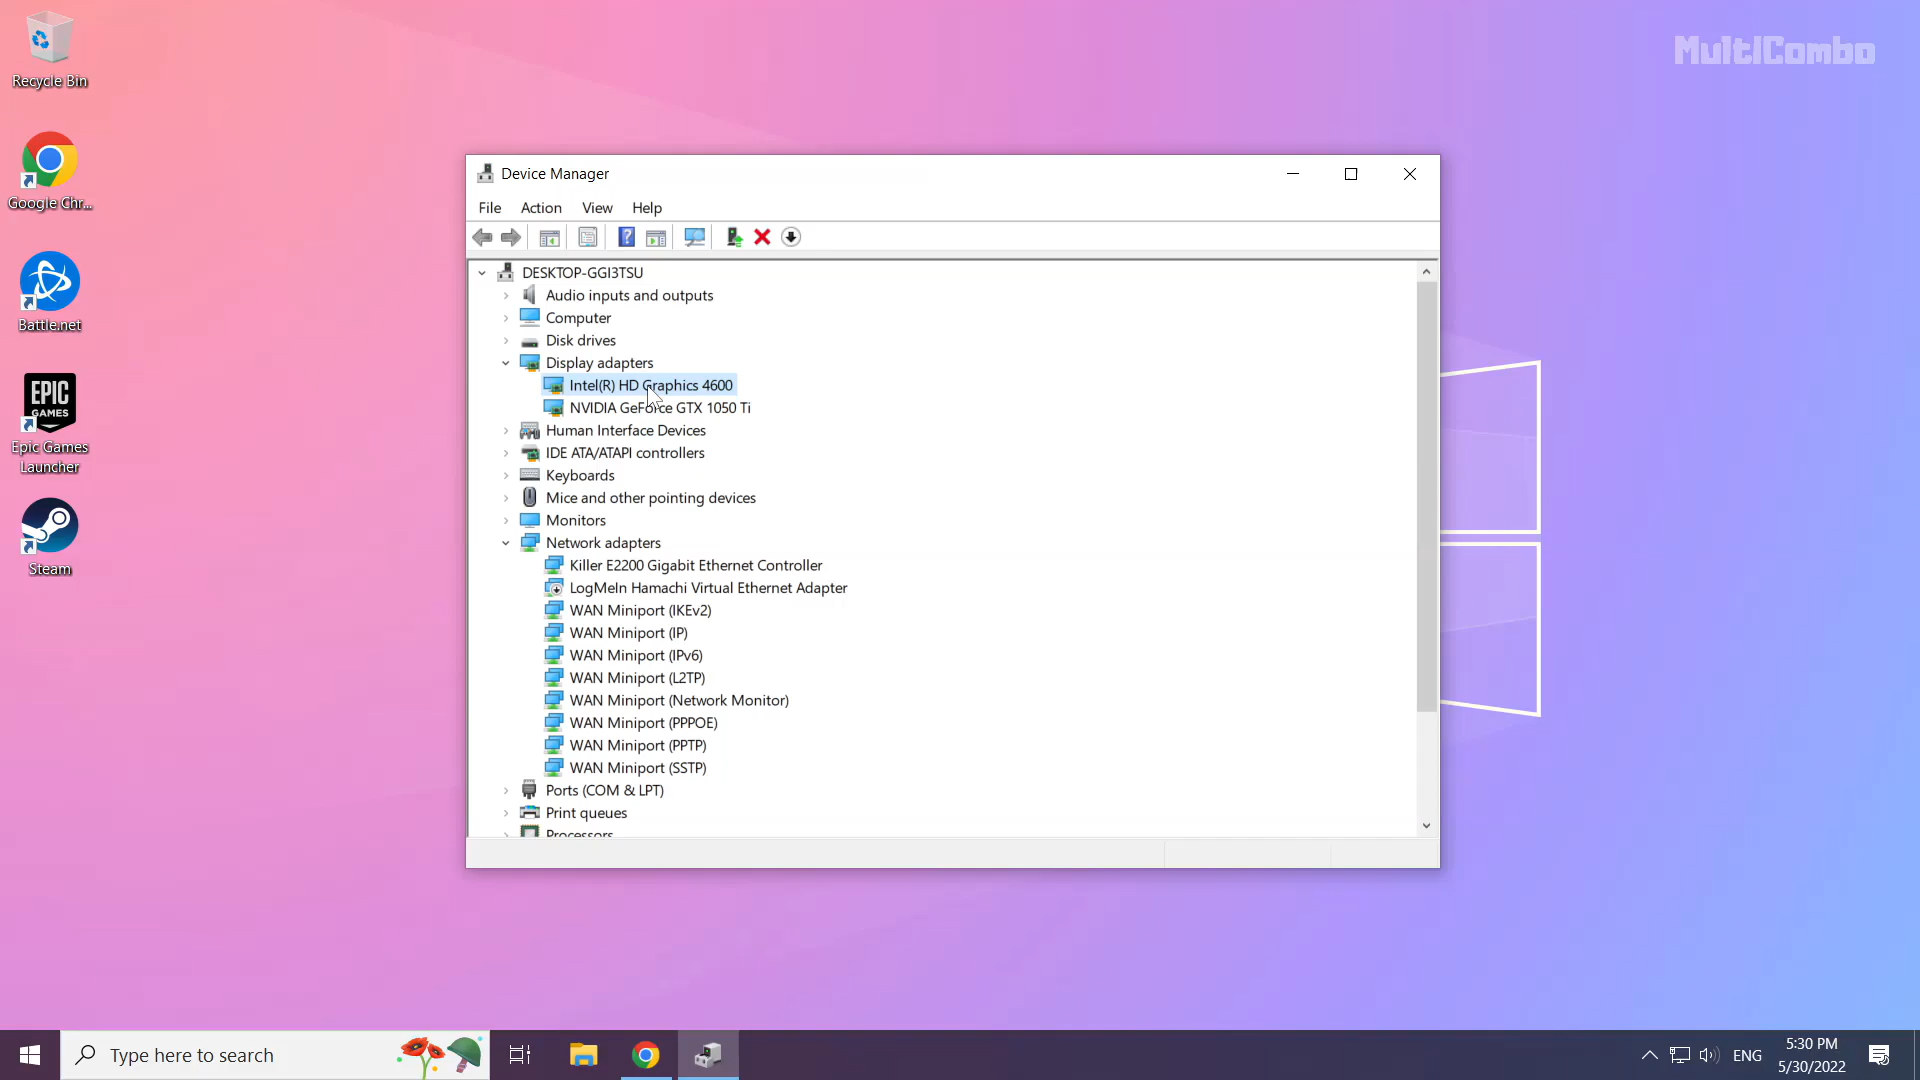 MultiCombo
Recycle Bin
Google Chr...
Battle.net
EPIC
GAMES
Epic Games
Launcher
Steam
Device Manager
File Action View Help
DESKTOP-GGI3TSU
Audio inputs and outputs
Computer
Disk drives
Display adapters
Intel(R) HD Graphics 4600
NVIDIA GeForce GTX 1050 Ti
Human Interface Devices
IDE ATA/ATAPI controllers
Keyboards
Mice and other pointing devices
Monitors
Network adapters
Killer E2200 Gigabit Ethernet Controller
LogMeIn Hamachi Virtual Ethernet Adapter
WAN Miniport (IKEv2)
WAN Miniport (IP)
WAN Miniport (IPv6)
WAN Miniport (L2TP)
WAN Miniport (Network Monitor)
WAN Miniport (PPPOE)
WAN Miniport (PPTP)
WAN Miniport (SSTP)
Ports (COM & LPT)
Print queues
Processors
Type here to search
ENG
5:30 PM
5/30/2022